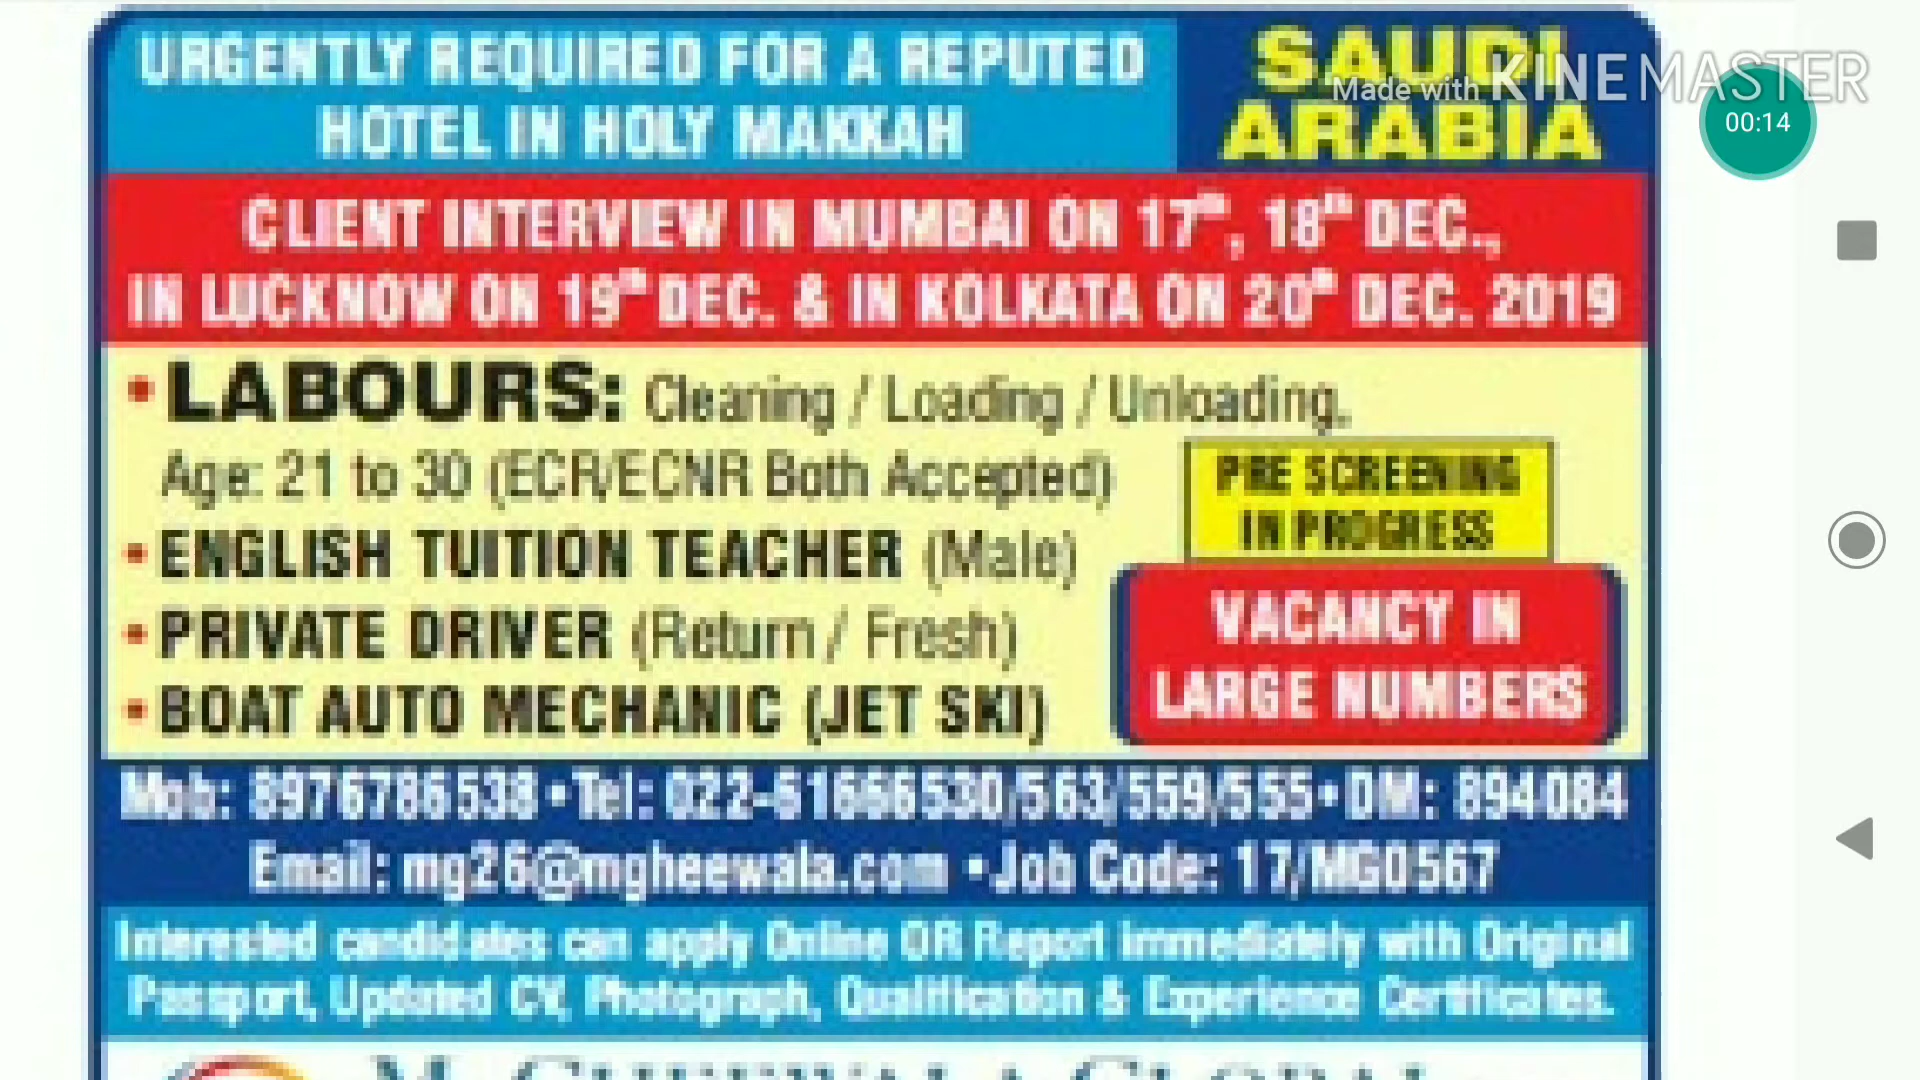 URGENTLY REQUIRED FOR A REPUTED
HOTEL IN HOLY MAKKAH
SAUDI
ARABIA
Made with KINEMASTER
00:14
CLIENT INTERVIEW IN MUMBAI ON 17th, 18th DEC.,
IN LUCKNOW ON 19th DEC. & IN KOLKATA ON 20th DEC. 2019
• LABOURS: Cleaning / Loading / Unloading.
Age: 21 to 30 (ECR/ECNR Both Accepted)
• ENGLISH TUITION TEACHER (Male)
• PRIVATE DRIVER (Return / Fresh)
• BOAT AUTO MECHANIC (JET SKI)
PRE SCREENING
IN PROGRESS
VACANCY IN
LARGE NUMBERS
Mob: 8976786538 • Tel: 022-61666530/563/559/555 • DM: 894084
Email: mg26@mgheewala.com • Job Code: 17/MG0567
Interested candidates can apply Online OR Report immediately with Original
Passport, Updated CV, Photograph, Qualification & Experience Certificates.